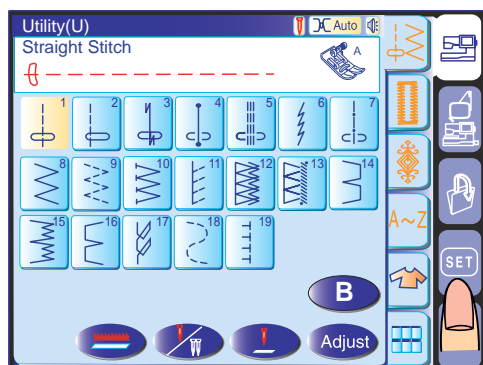 Utility(U)
Auto
Straight Stitch
A
1 2 3 4 5 6 7
8 9 10 11 12 13 14
15 16 17 18 19
A~Z
SET
B
Adjust